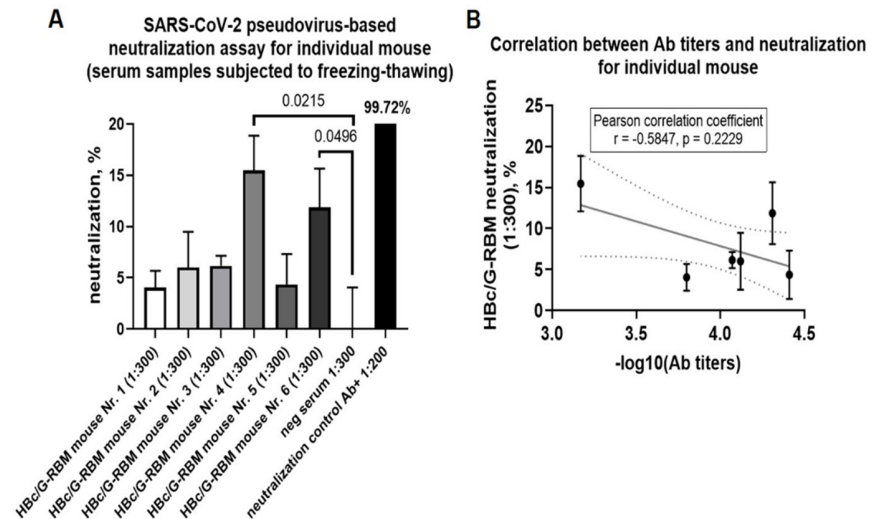 A
SARS-CoV-2 pseudovirus-based
neutralization assay for individual mouse
(serum samples subjected to freezing-thawing)
0.0215
99.72%
0.0496
neutralization, %
20
15
10
5
0
HBc/G-RBM mouse Nr. 1 (1:300)
HBc/G-RBM mouse Nr. 2 (1:300)
HBc/G-RBM mouse Nr. 3 (1:300)
HBc/G-RBM mouse Nr. 4 (1:300)
HBc/G-RBM mouse Nr. 5 (1:300)
HBc/G-RBM mouse Nr. 6 (1:300)
neg serum 1:300
neutralization control Ab+ 1:200
B
Correlation between Ab titers and neutralization
for individual mouse
Pearson correlation coefficient
r = -0.5847, p = 0.2229
HBc/G-RBM neutralization
(1:300), %
25
20
15
10
5
0
3.0
3.5
4.0
4.5
-log10(Ab titers)